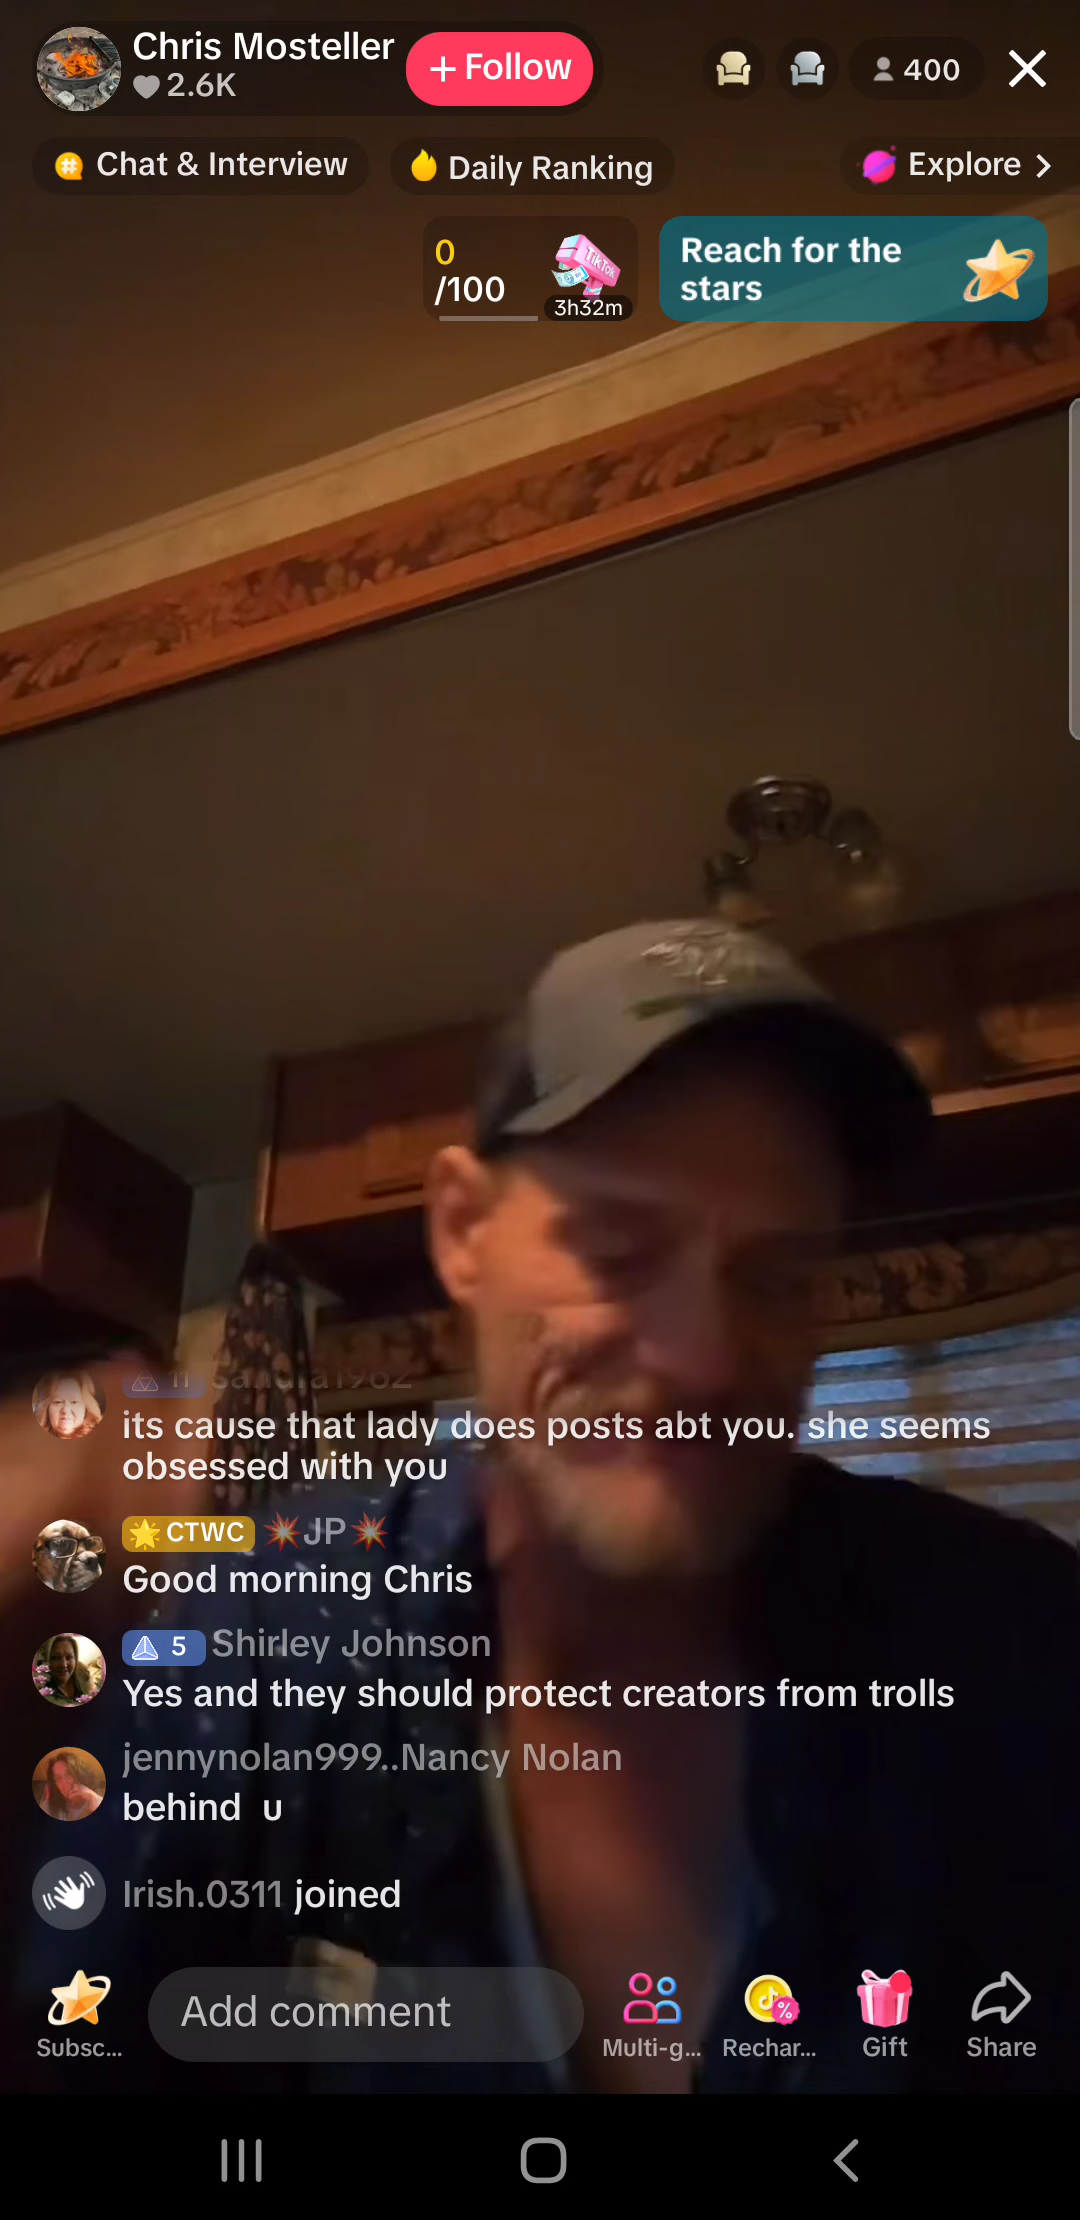 Chris Mosteller
2.6K
+ Follow
400
Chat & Interview
Daily Ranking
Explore >
0
/100
TikTok
3h32m
Reach for the
stars
11 sandra1962
its cause that lady does posts abt you. she seems
obsessed with you
CTWC 💥JP💥
Good morning Chris
5 Shirley Johnson
Yes and they should protect creators from trolls
jennynolan999..Nancy Nolan
behind u
Irish.0311 joined
Add comment
Subsc...
Multi-g...
Rechar...
Gift
Share